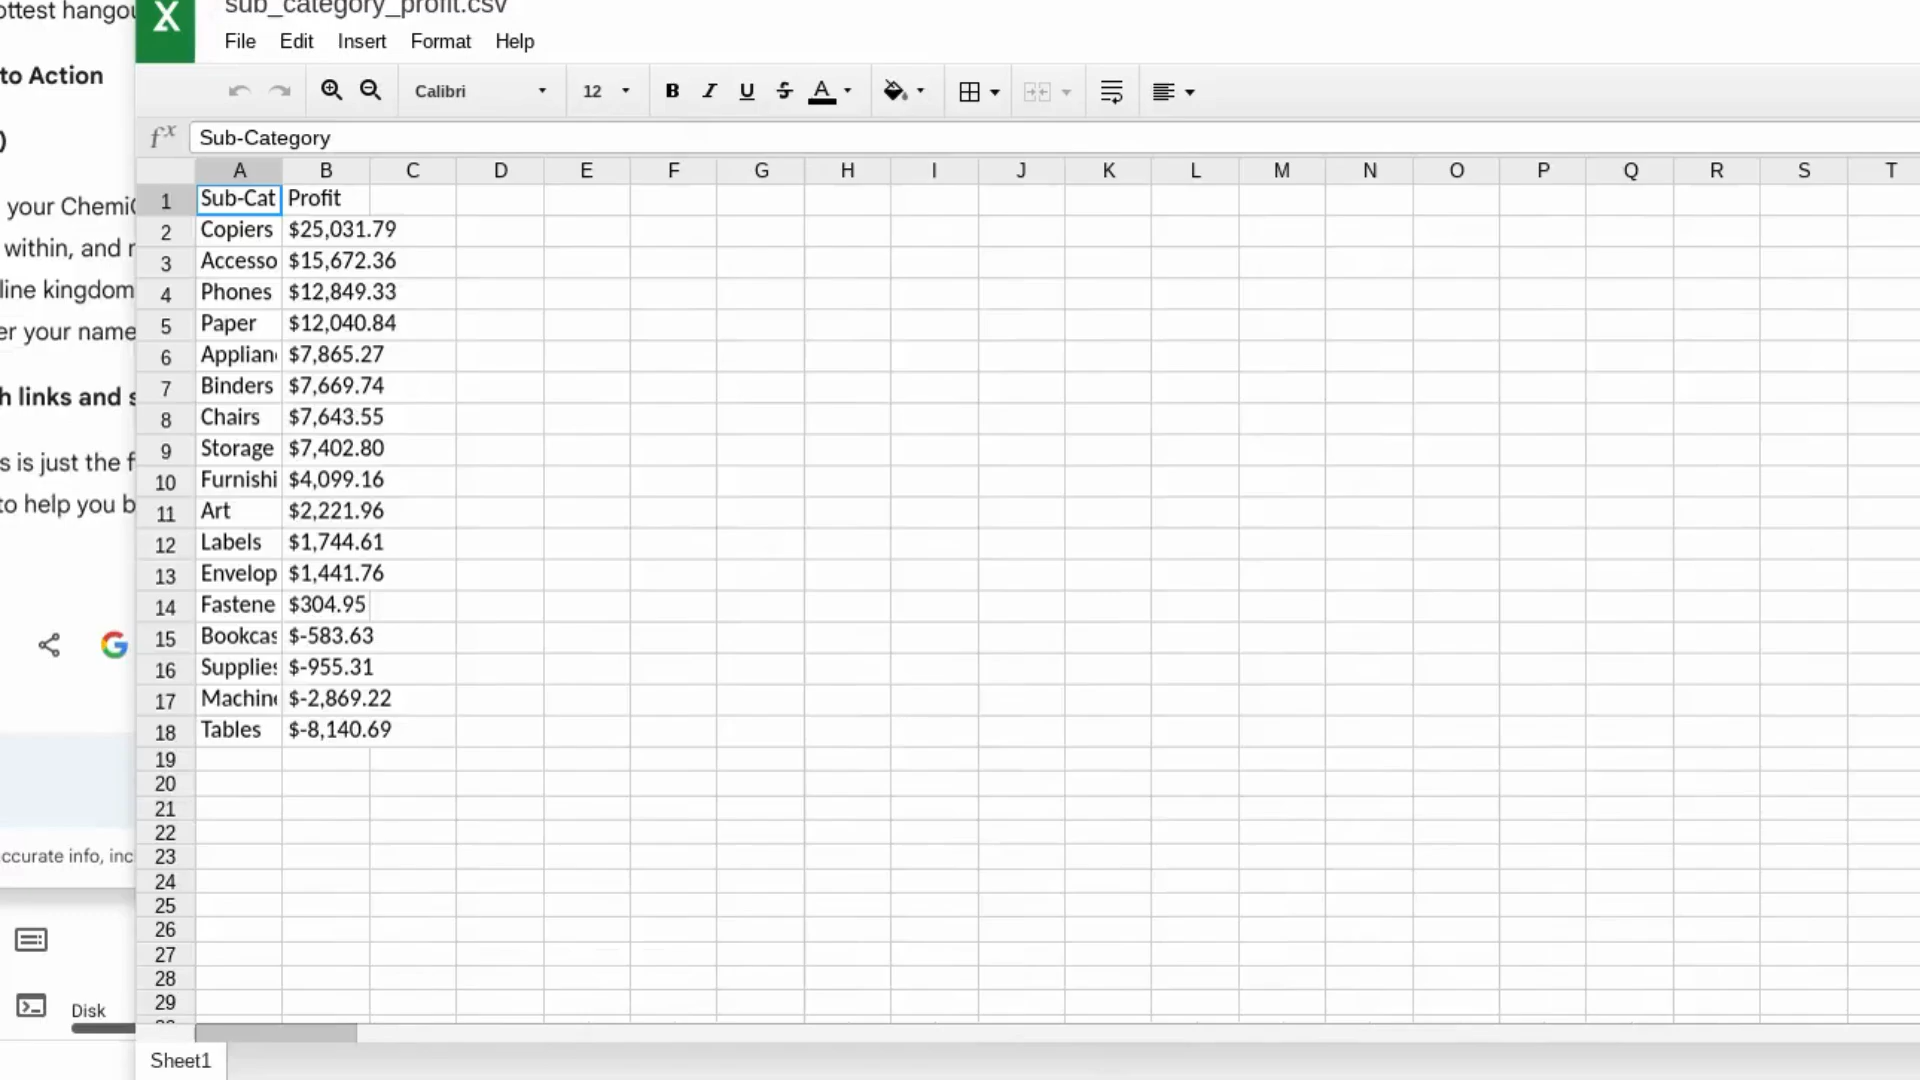 ottest hangou
to Action
)
your ChemiC
within, and r
line kingdom
er your name
h links and s
s is just the f
to help you b
ccurate info, inc
Disk
X
sub_category_profit.csv
File Edit Insert Format Help
Calibri 12 B I U S A
fx Sub-Category
A B C D E F G H I J K L M N O P Q R S T
1 Sub-Cat Profit
2 Copiers $25,031.79
3 Accesso $15,672.36
4 Phones $12,849.33
5 Paper $12,040.84
6 Applian $7,865.27
7 Binders $7,669.74
8 Chairs $7,643.55
9 Storage $7,402.80
10 Furnishi $4,099.16
11 Art $2,221.96
12 Labels $1,744.61
13 Envelop $1,441.76
14 Fastene $304.95
15 Bookcas $-583.63
16 Supplies $-955.31
17 Machine $-2,869.22
18 Tables $-8,140.69
19
20
21
22
23
24
25
26
27
28
29
Sheet1